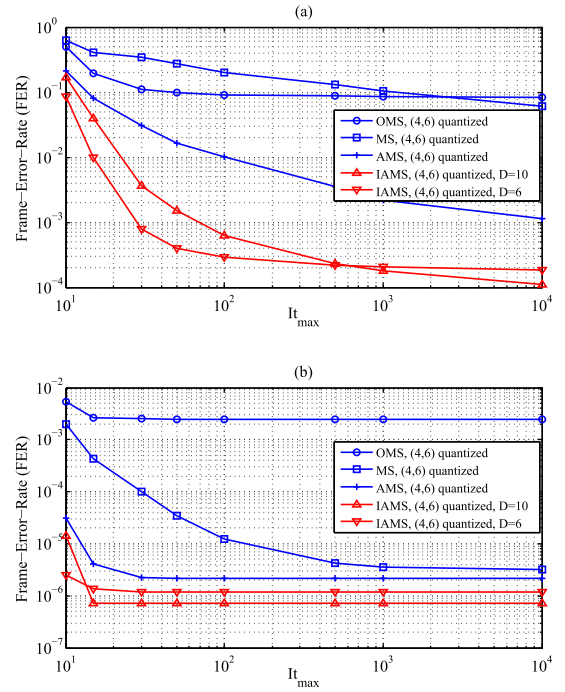 (a)
Frame−Error−Rate (FER)
10^0
10^−1
10^−2
10^−3
10^−4
OMS, (4,6) quantized
MS, (4,6) quantized
AMS, (4,6) quantized
IAMS, (4,6) quantized, D=10
IAMS, (4,6) quantized, D=6
10^1 10^2 10^3 10^4
It_max
(b)
Frame−Error−Rate (FER)
10^−2
10^−3
10^−4
10^−5
10^−6
10^−7
OMS, (4,6) quantized
MS, (4,6) quantized
AMS, (4,6) quantized
IAMS, (4,6) quantized, D=10
IAMS, (4,6) quantized, D=6
10^1 10^2 10^3 10^4
It_max